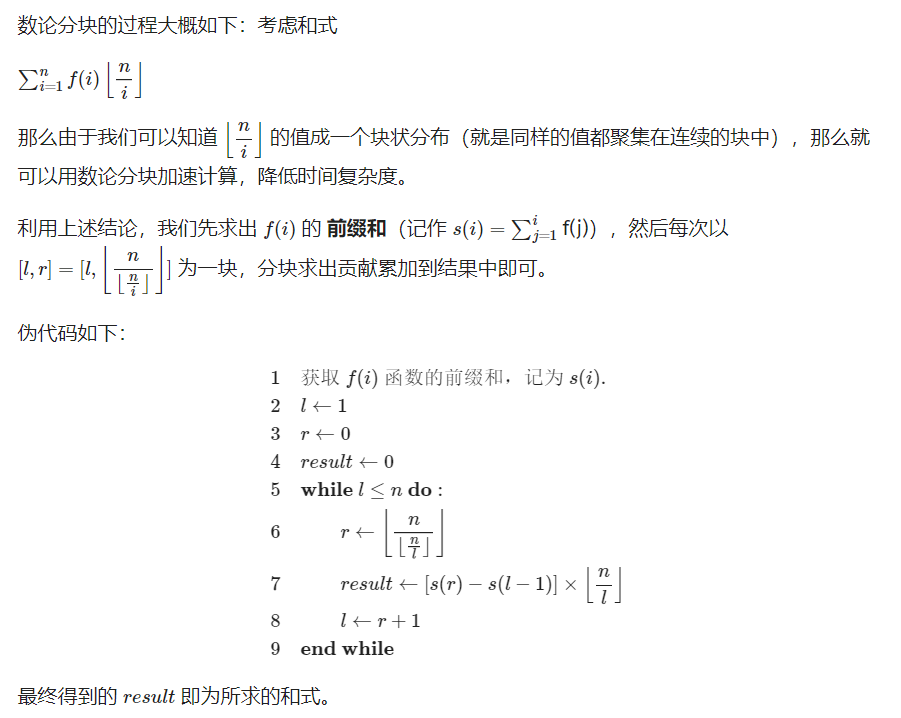 数论分块的过程大概如下：考虑和式
$\sum_{i=1}^{n} f(i) \left\lfloor \frac{n}{i} \right\rfloor$
那么由于我们可以知道 $\left\lfloor \frac{n}{i} \right\rfloor$ 的值成一个块状分布（就是同样的值都聚集在连续的块中），那么就
可以用数论分块加速计算，降低时间复杂度。
利用上述结论，我们先求出 $f(i)$ 的 前缀和（记作 $s(i) = \sum_{j=1}^{i}$ f(j)），然后每次以
$[l, r] = [l, \left\lfloor \frac{n}{\left\lfloor \frac{n}{i} \right\rfloor} \right\rfloor]$ 为一块，分块求出贡献累加到结果中即可。
伪代码如下：
1 获取 $f(i)$ 函数的前缀和，记为 $s(i)$.
2 $l \leftarrow 1$
3 $r \leftarrow 0$
4 $result \leftarrow 0$
5 while $l \leq n$ do :
6 $r \leftarrow \left\lfloor \frac{n}{\left\lfloor \frac{n}{l} \right\rfloor} \right\rfloor$
7 $result \leftarrow [s(r) - s(l-1)] \times \left\lfloor \frac{n}{l} \right\rfloor$
8 $l \leftarrow r + 1$
9 end while
最终得到的 $result$ 即为所求的和式。